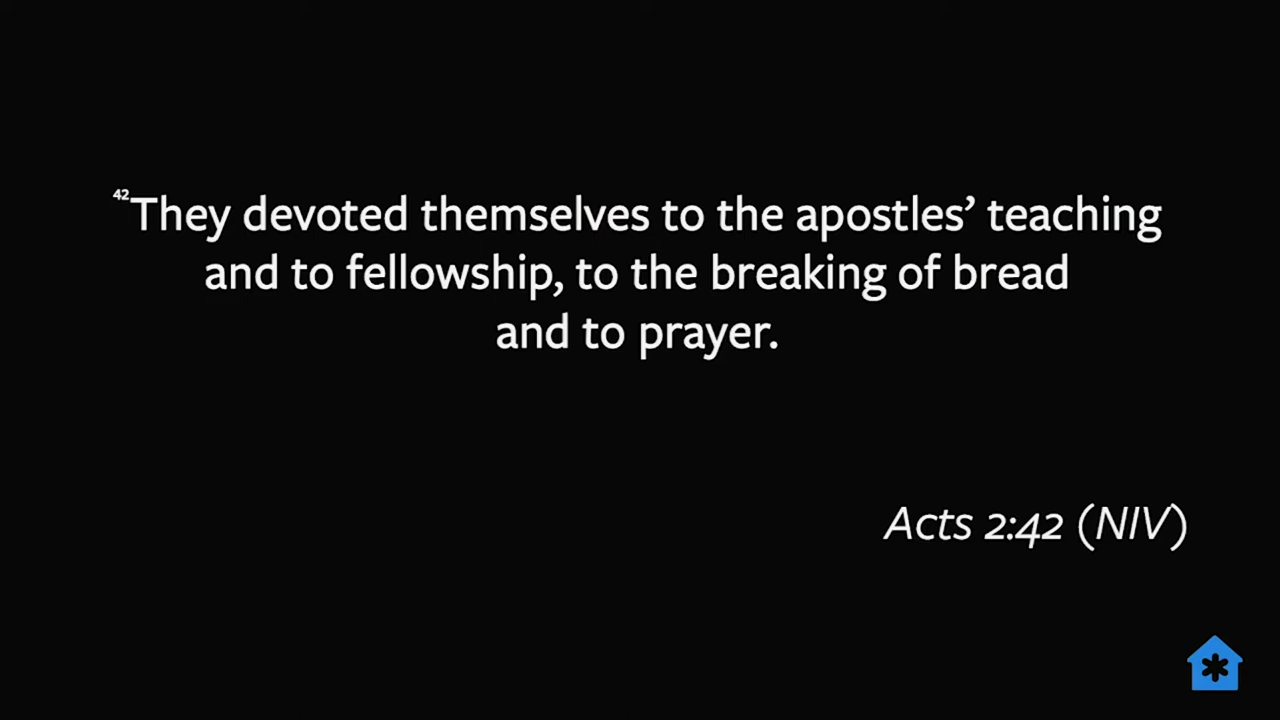 ⁴²They devoted themselves to the apostles’ teaching
and to fellowship, to the breaking of bread
and to prayer.
Acts 2:42 (NIV)